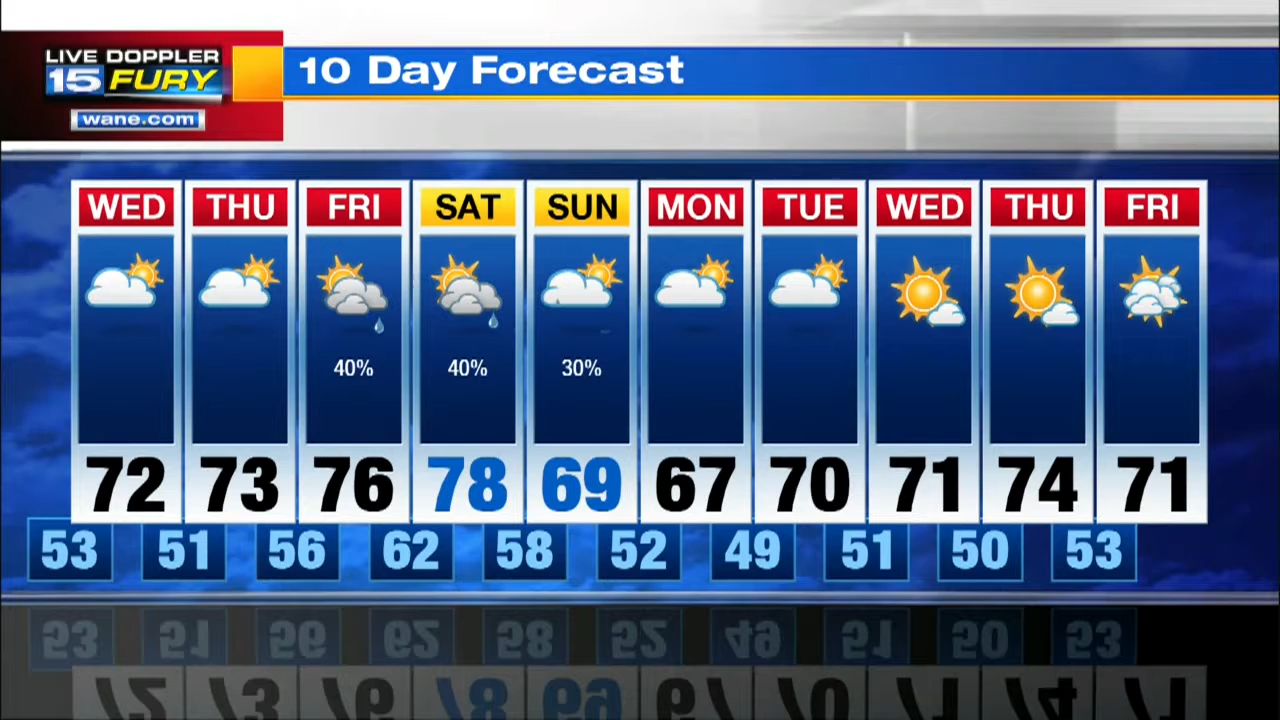 LIVE DOPPLER
15 FURY
wane.com
10 Day Forecast
WED THU FRI SAT SUN MON TUE WED THU FRI
40% 40% 30%
72 73 76 78 69 67 70 71 74 71
53 51 56 62 58 52 49 51 50 53